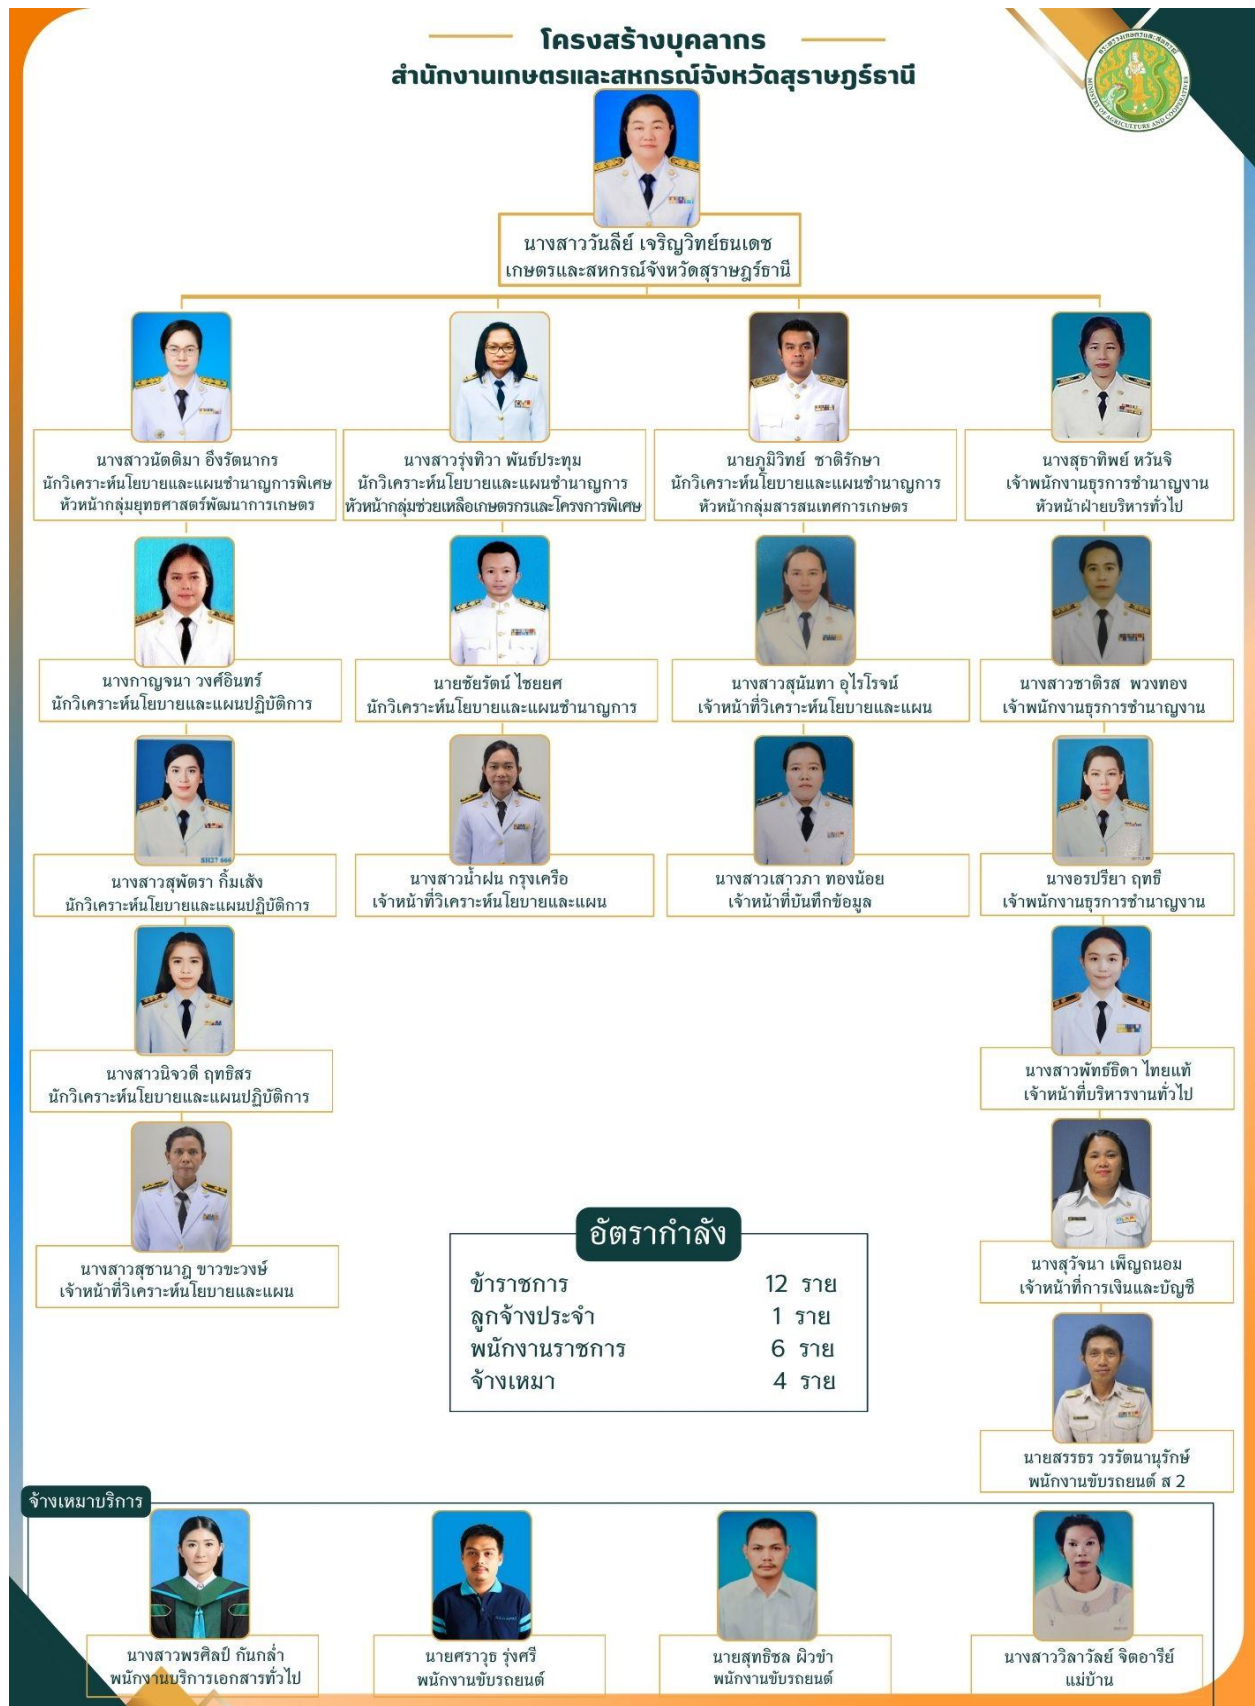 โครงสร้างบุคลากร
สำนักงานเกษตรและสหกรณ์จังหวัดสุราษฎร์ธานี
กระทรวงเกษตรและสหกรณ์
MINISTRY OF AGRICULTURE AND COOPERATIVES
นางสาววันลีย์ เจริญวิทย์ธนเดช
เกษตรและสหกรณ์จังหวัดสุราษฎร์ธานี
นางสาวนัตติมา อึ้งรัตนากร
นักวิเคราะห์นโยบายและแผนชำนาญการพิเศษ
หัวหน้ากลุ่มยุทธศาสตร์พัฒนาการเกษตร
นางสาวรุ่งทิวา พันธ์ประทุม
นักวิเคราะห์นโยบายและแผนชำนาญการ
หัวหน้ากลุ่มช่วยเหลือเกษตรกรและโครงการพิเศษ
นายภูมิวิทย์ ชาติรักษา
นักวิเคราะห์นโยบายและแผนชำนาญการ
หัวหน้ากลุ่มสารสนเทศการเกษตร
นางสุธาทิพย์ หวันจิ
เจ้าพนักงานธุรการชำนาญงาน
หัวหน้าฝ่ายบริหารทั่วไป
นางกาญจนา วงศ์อินทร์
นักวิเคราะห์นโยบายและแผนปฏิบัติการ
นายชัยรัตน์ ไชยยศ
นักวิเคราะห์นโยบายและแผนชำนาญการ
นางสาวสุนันทา อุไรโรจน์
เจ้าหน้าที่วิเคราะห์นโยบายและแผน
นางสาวชาติรส พวงทอง
เจ้าพนักงานธุรการชำนาญงาน
นางสาวสุพัตรา กิ้มเส้ง
นักวิเคราะห์นโยบายและแผนปฏิบัติการ
นางสาวน้ำฝน กรุงเครือ
เจ้าหน้าที่วิเคราะห์นโยบายและแผน
นางสาวเสาวภา ทองน้อย
เจ้าหน้าที่บันทึกข้อมูล
นางอรปรียา ฤทธี
เจ้าพนักงานธุรการชำนาญงาน
นางสาวนิจวดี ฤทธิสร
นักวิเคราะห์นโยบายและแผนปฏิบัติการ
นางสาวพัทธ์ธิดา ไทยแท้
เจ้าหน้าที่บริหารงานทั่วไป
นางสาวสุชานาฎ ขาวขะวงษ์
เจ้าหน้าที่วิเคราะห์นโยบายและแผน
นางสุวัจนา เพ็ญถนอม
เจ้าหน้าที่การเงินและบัญชี
อัตรากำลัง
ข้าราชการ 12 ราย
ลูกจ้างประจำ 1 ราย
พนักงานราชการ 6 ราย
จ้างเหมา 4 ราย
นายสรรธร วรรัตนานุรักษ์
พนักงานขับรถยนต์ ส 2
จ้างเหมาบริการ
นางสาวพรศิลป์ กันกล่ำ
พนักงานบริการเอกสารทั่วไป
นายศราวุธ รุ่งศรี
พนักงานขับรถยนต์
นายสุทธิชล ผิวขำ
พนักงานขับรถยนต์
นางสาววิลาวัลย์ จิตอารีย์
แม่บ้าน